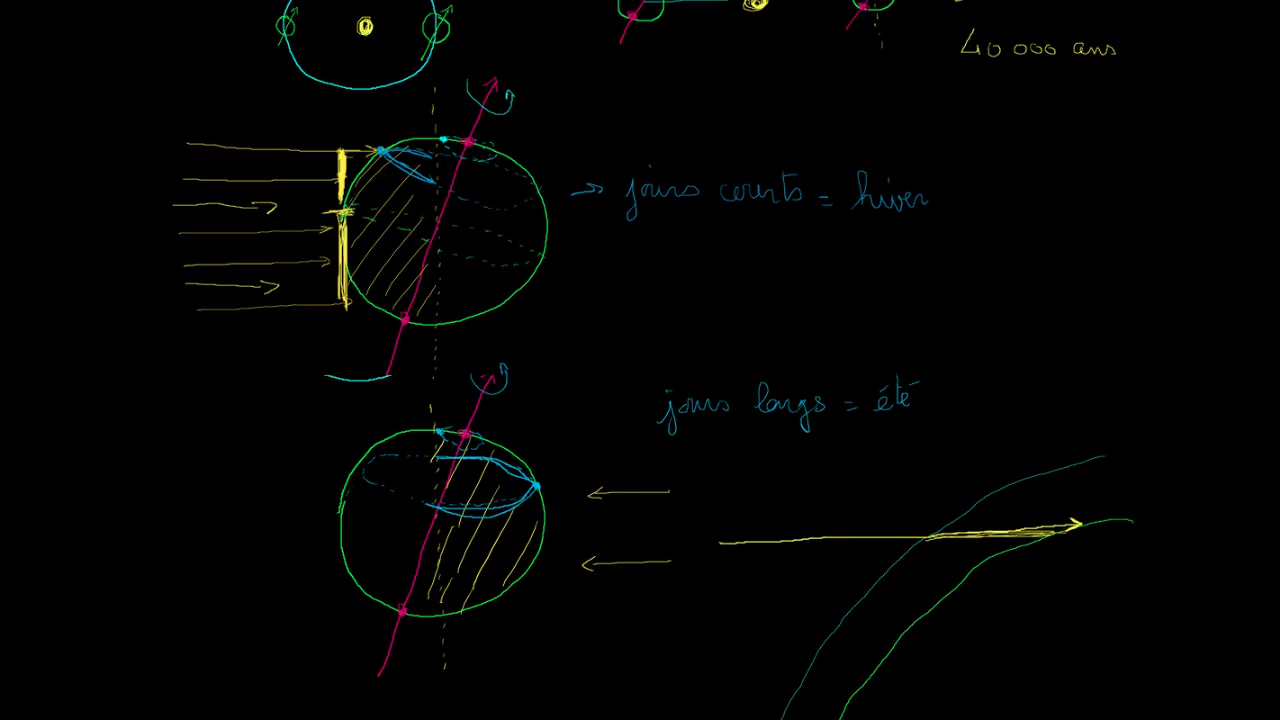 40 000 ans
→ jours courts = hiver
jours longs = été